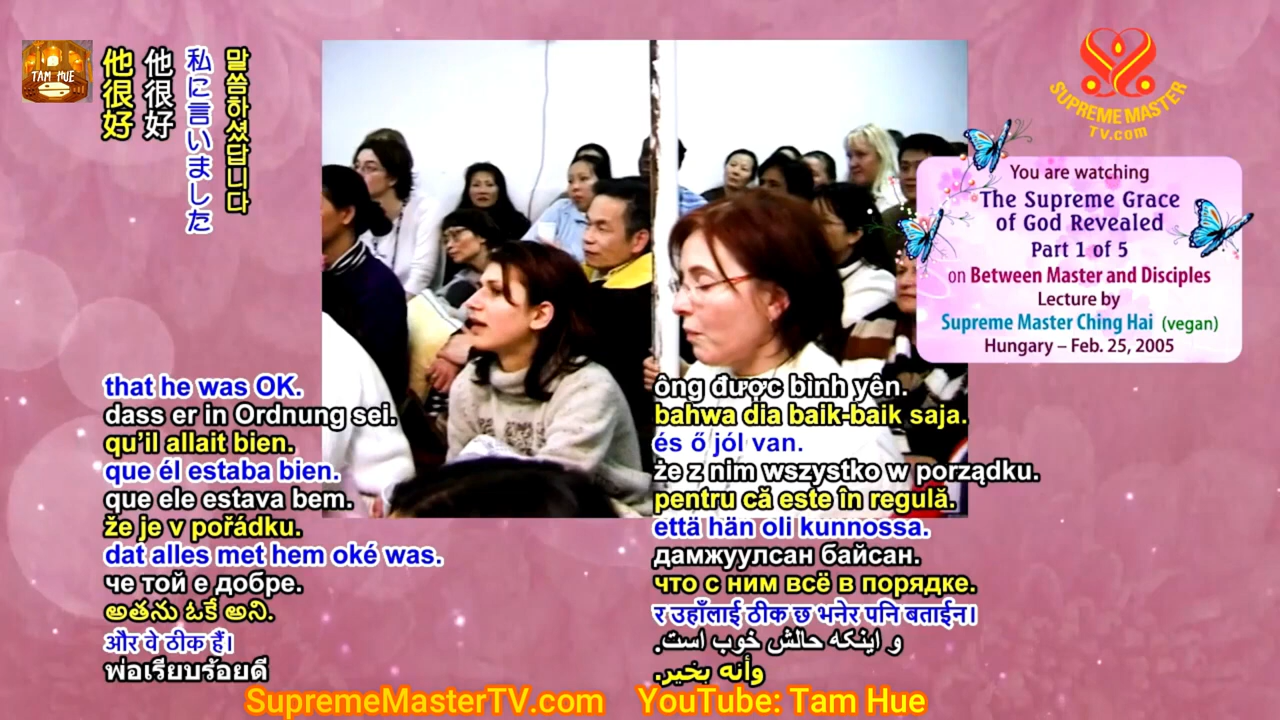 TAM HUE
他很好
他很好
私に言いました
말씀하셨답니다
SUPREME MASTER
TV.com
You are watching
The Supreme Grace
of God Revealed
Part 1 of 5
on Between Master and Disciples
Lecture by
Supreme Master Ching Hai (vegan)
Hungary – Feb. 25, 2005
that he was OK.
dass er in Ordnung sei.
qu’il allait bien.
que él estaba bien.
que ele estava bem.
že je v pořádku.
dat alles met hem oké was.
че той е добре.
అతను ఓకే అని.
और वे ठीक हैं।
พ่อเรียบร้อยดี
ông được bình yên.
bahwa dia baik-baik saja.
és ő jól van.
że z nim wszystko w porządku.
pentru că este în regulă.
että hän oli kunnossa.
дамжуулсан байсан.
что с ним всё в порядке.
र उहाँलाई ठीक छ भनेर पनि बताईन।
و اینکه حالش خوب است.
وأنه بخير.
SupremeMasterTV.com YouTube: Tam Hue